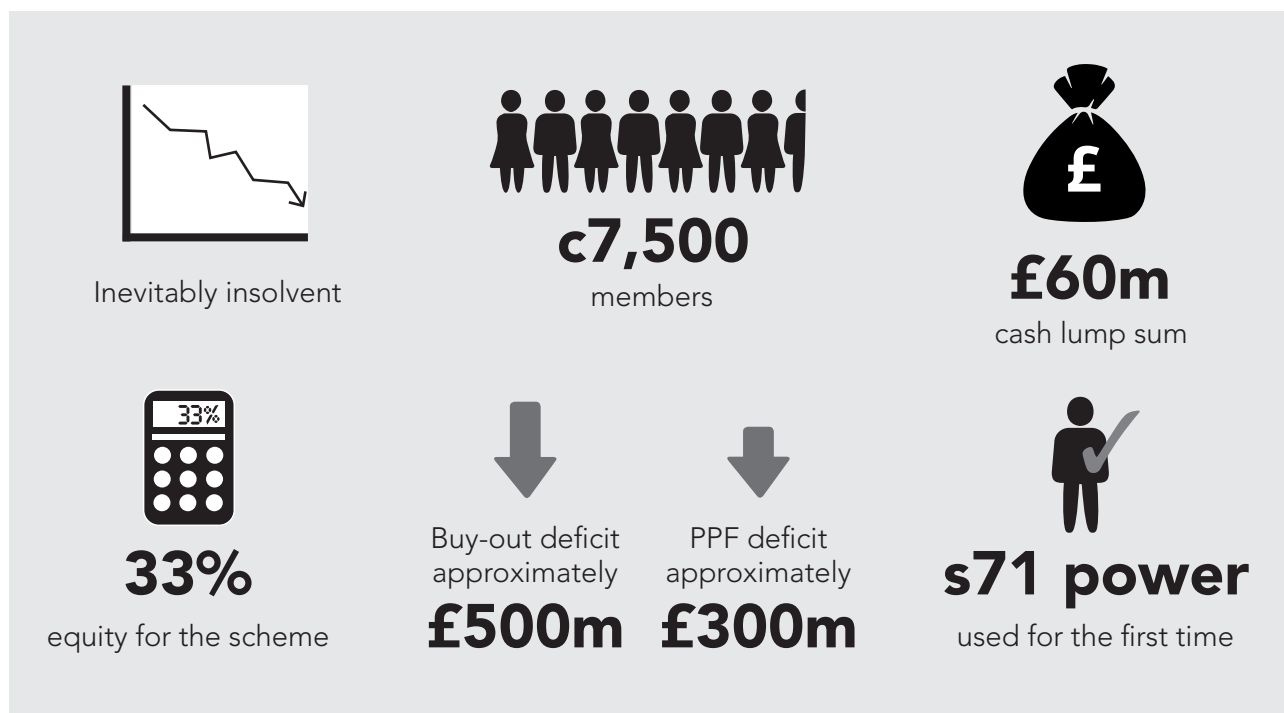 Inevitably insolvent
c7,500
members
£
£60m
cash lump sum
33%
33%
equity for the scheme
Buy-out deficit
approximately
£500m
PPF deficit
approximately
£300m
s71 power
used for the first time